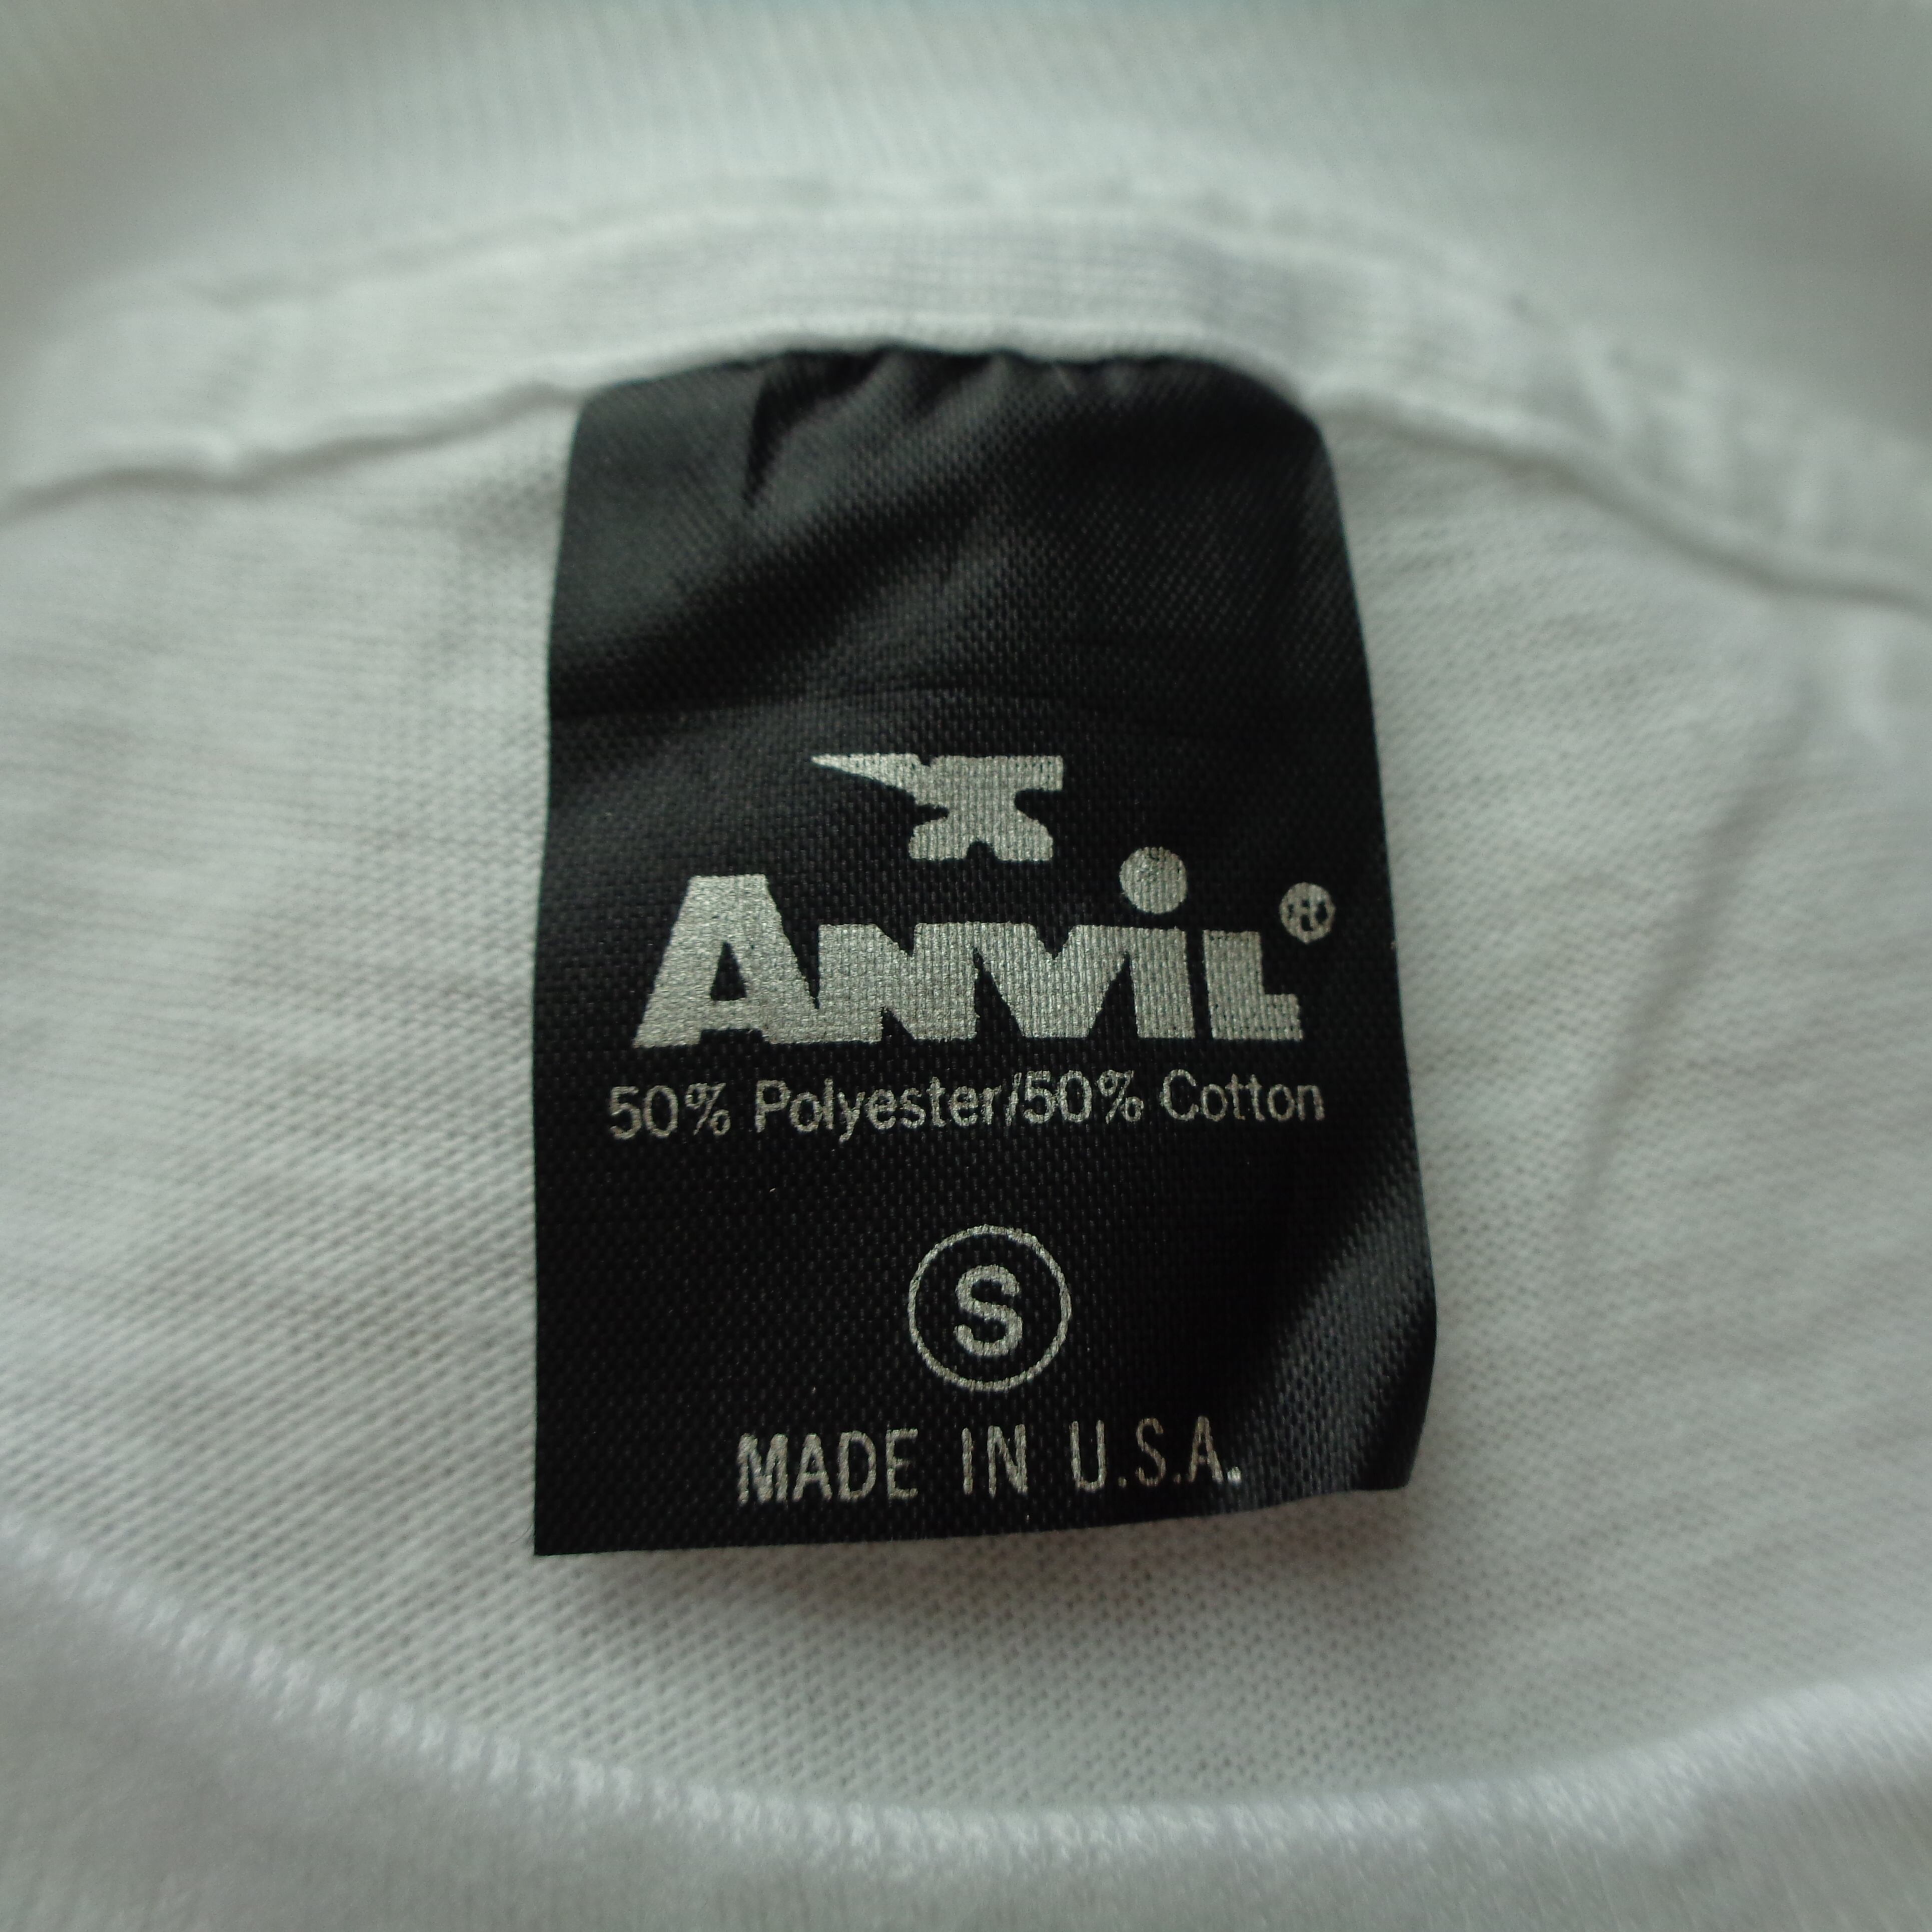 ANViL®
50% Polyester/50% Cotton
S
MADE IN U.S.A.